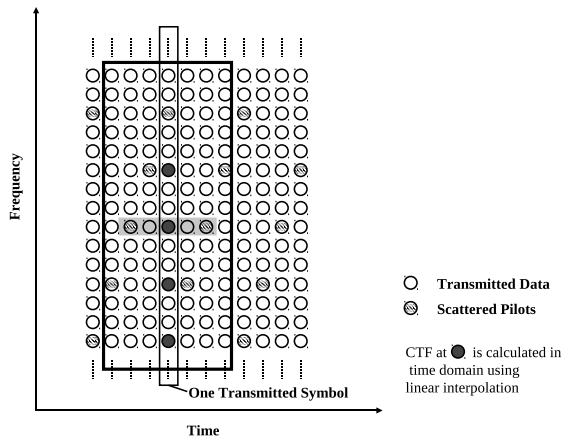 Frequency
Transmitted Data
Scattered Pilots
CTF at is calculated in
time domain using
linear interpolation
One Transmitted Symbol
Time